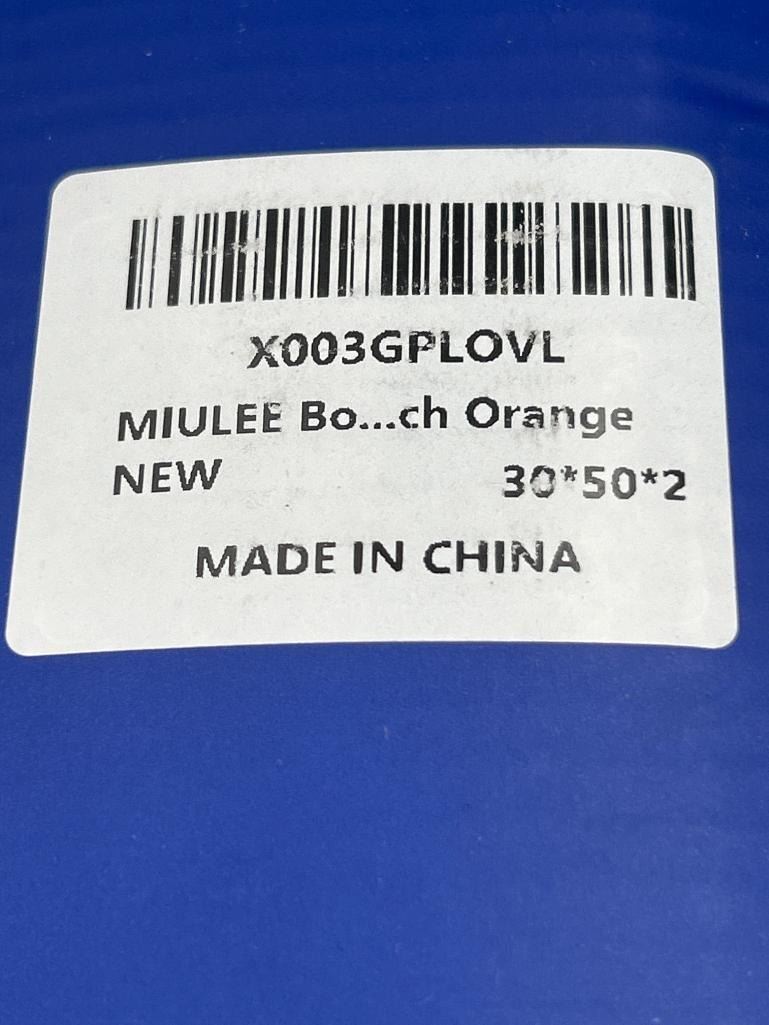 X003GPLOVL
MIULEE Bo...ch Orange
NEW 30*50*2
MADE IN CHINA